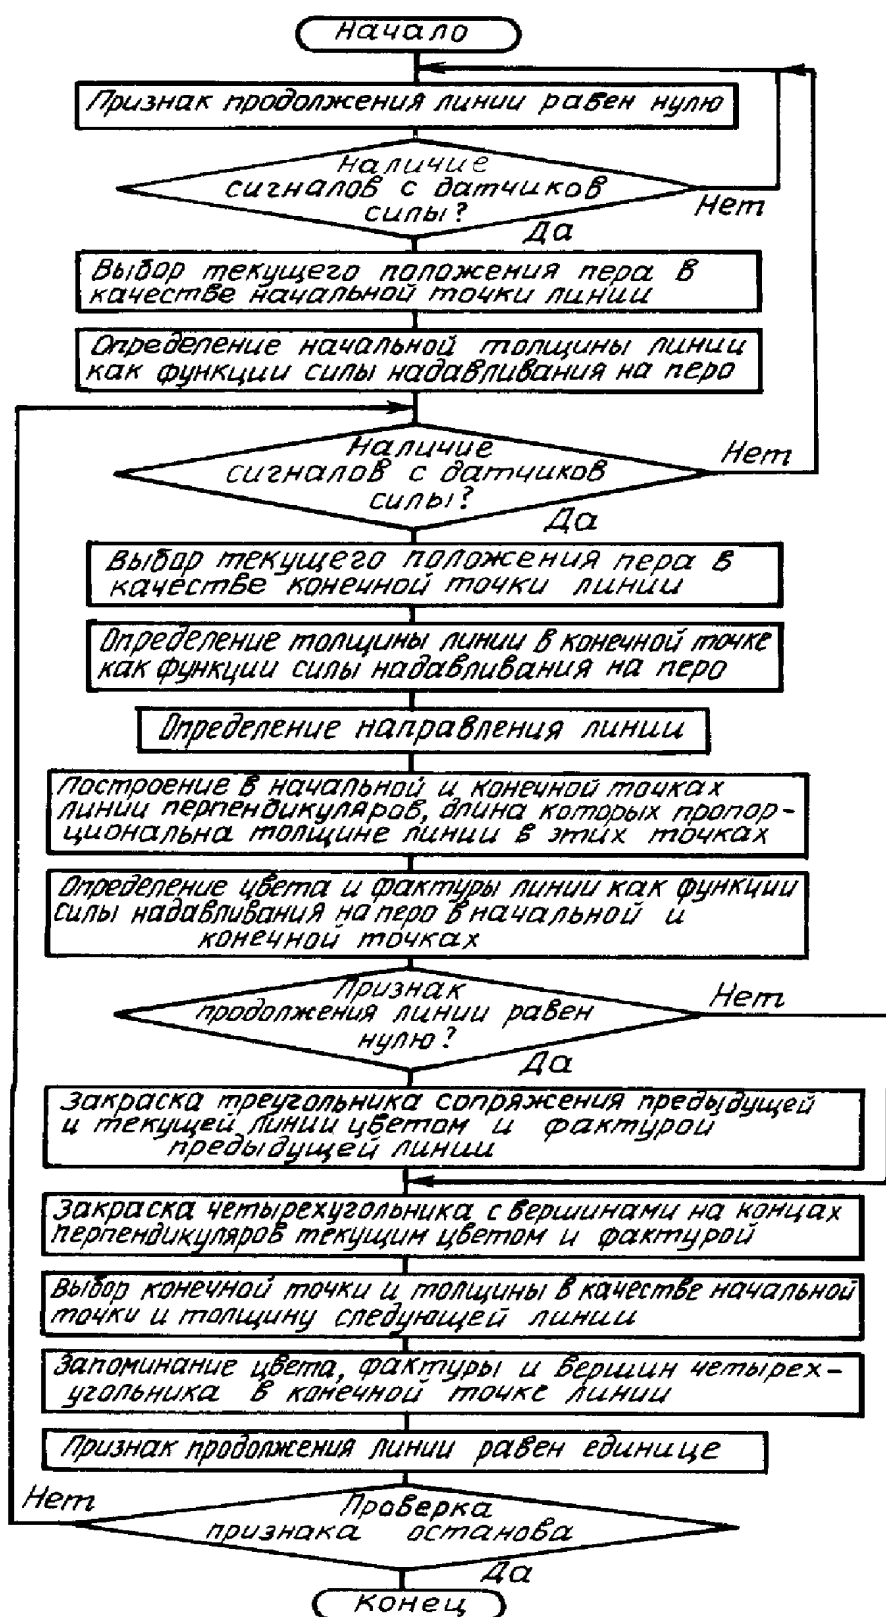 Начало
Признак продолжения линии равен нулю
Наличие
сигналов с датчиков
силы?
Нет
Да
Выбор текущего положения пера в
качестве начальной точки линии
Определение начальной толщины линии
как функции силы надавливания на перо
Наличие
сигналов с датчиков
силы?
Нет
Да
Выбор текущего положения пера в
качестве конечной точки линии
Определение толщины линии в конечной точке
как функции силы надавливания на перо
Определение направления линии
Построение в начальной и конечной точках
линии перпендикуляров, длина которых пропор-
циональна толщине линии в этих точках
Определение цвета и фактуры линии как функции
силы надавливания на перо в начальной и
конечной точках
Признак
продолжения линии равен
нулю?
Нет
Да
Закраска треугольника сопряжения предыдущей
и текущей линии цветом и фактурой
предыдущей линии
Закраска четырехугольника с вершинами на концах
перпендикуляров текущим цветом и фактурой
Выбор конечной точки и толщины в качестве начальной
точки и толщину следующей линии
Запоминание цвета, фактуры и вершин четырех-
угольника в конечной точке линии
Признак продолжения линии равен единице
Нет
Проверка
признака останова
Да
Конец